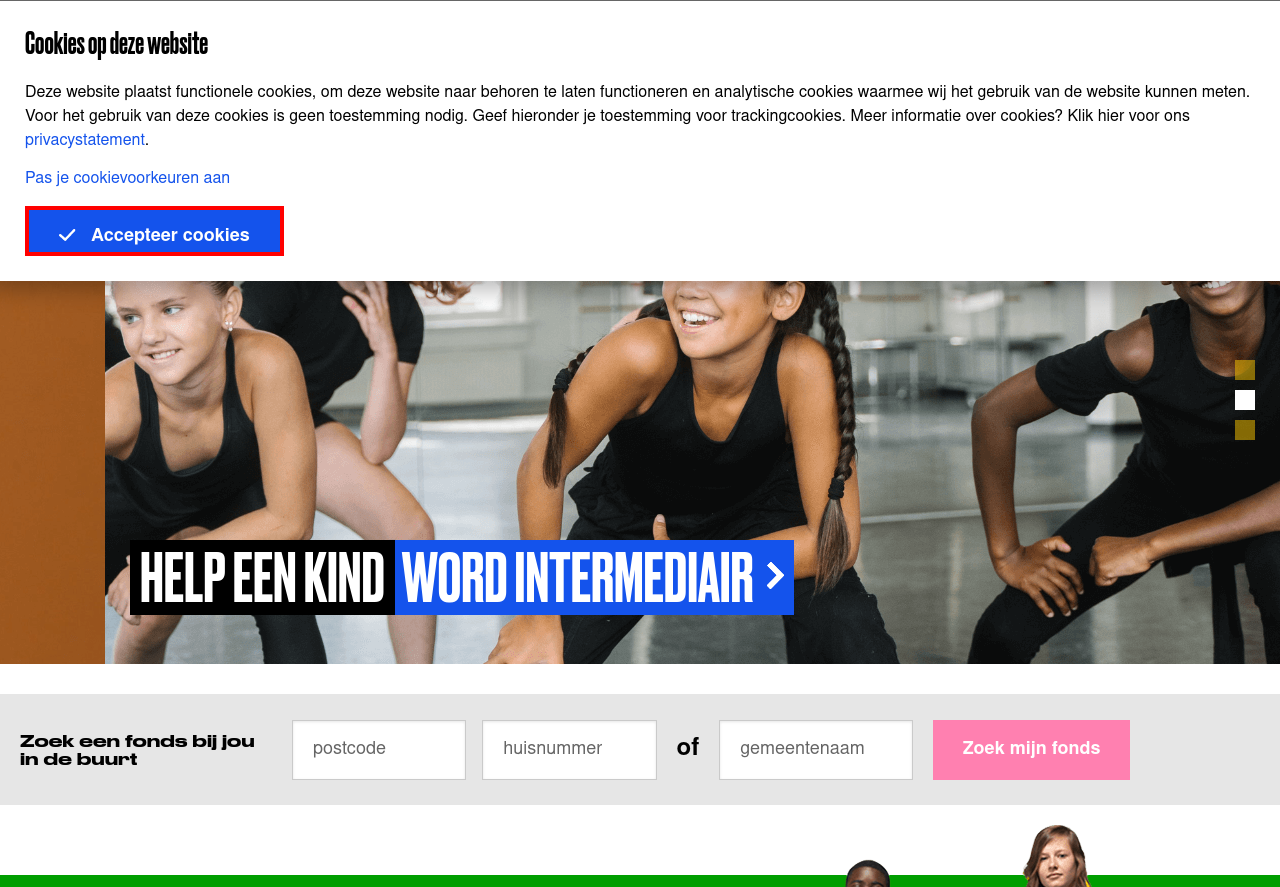 Cookies op deze website
Deze website plaatst functionele cookies, om deze website naar behoren te laten functioneren en analytische cookies waarmee wij het gebruik van de website kunnen meten.
Voor het gebruik van deze cookies is geen toestemming nodig. Geef hieronder je toestemming voor trackingcookies. Meer informatie over cookies? Klik hier voor ons
privacystatement.
Pas je cookievoorkeuren aan
Accepteer cookies
HELP EEN KIND WORD INTERMEDIAIR
Zoek een fonds bij jou
in de buurt
postcode huisnummer of gemeentenaam Zoek mijn fonds